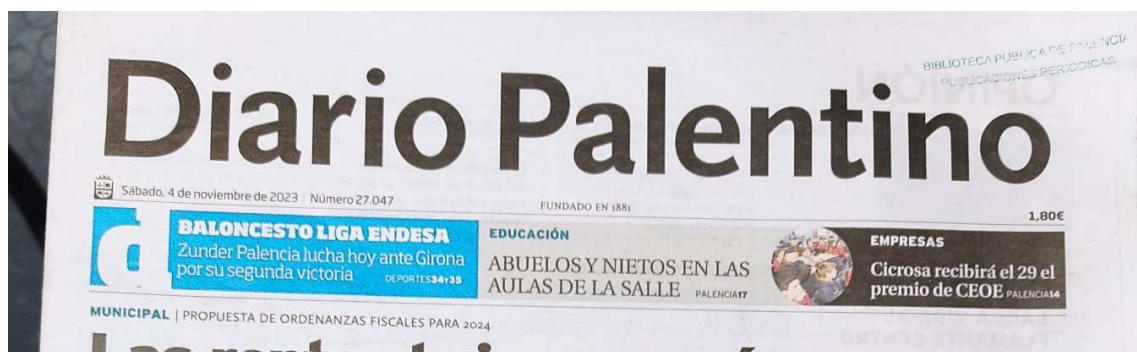 BIBLIOTECA PUBLICA DE PALENCIA
PUBLICACIONES PERIODICAS
Diario Palentino
Sábado, 4 de noviembre de 2023 | Número 27.047
FUNDADO EN 1881
1,80€
d
BALONCESTO LIGA ENDESA
Zunder Palencia lucha hoy ante Girona
por su segunda victoria DEPORTES34Y35
EDUCACIÓN
ABUELOS Y NIETOS EN LAS
AULAS DE LA SALLE PALENCIA17
EMPRESAS
Cicrosa recibirá el 29 el
premio de CEOE PALENCIA14
MUNICIPAL | PROPUESTA DE ORDENANZAS FISCALES PARA 2024